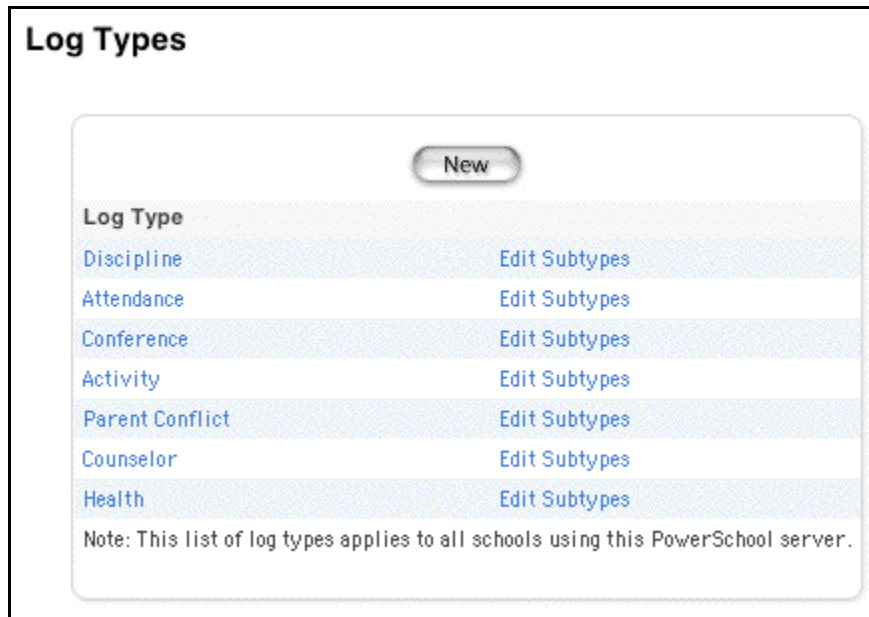 Log Types
New
Log Type
Discipline Edit Subtypes
Attendance Edit Subtypes
Conference Edit Subtypes
Activity Edit Subtypes
Parent Conflict Edit Subtypes
Counselor Edit Subtypes
Health Edit Subtypes
Note: This list of log types applies to all schools using this PowerSchool server.